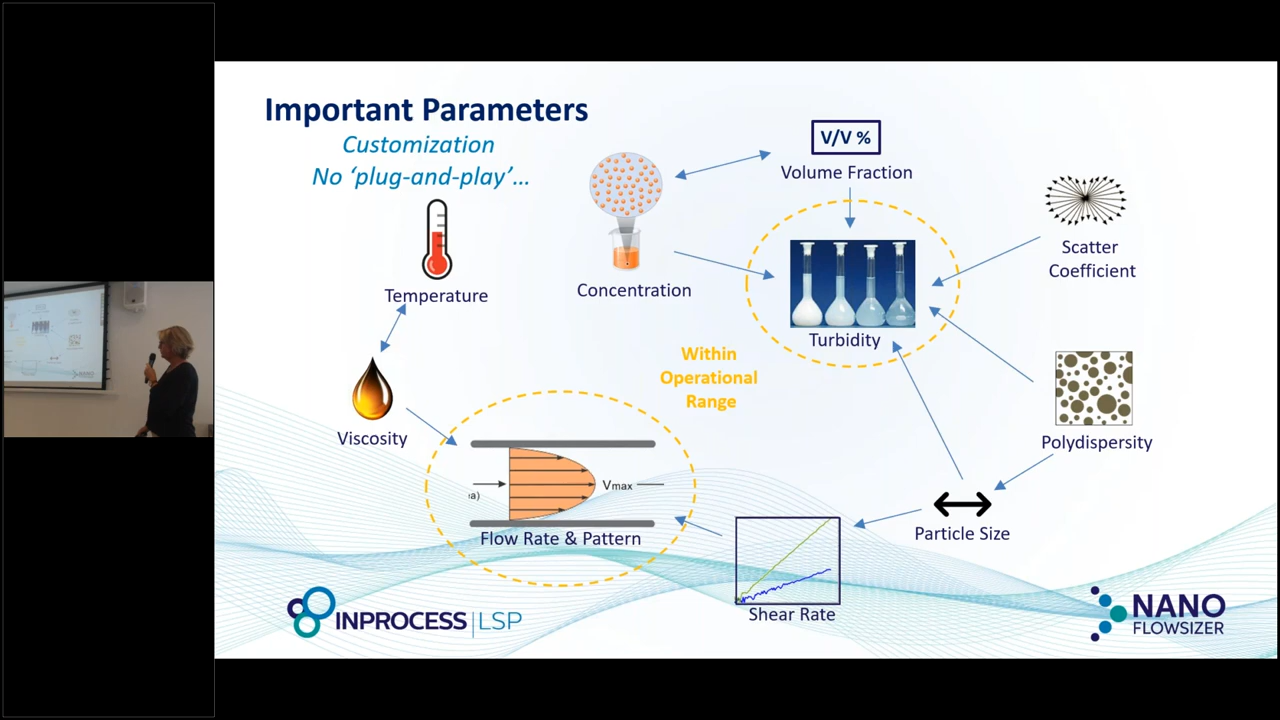 Important Parameters
Customization
No ‘plug-and-play’...
V/V %
Volume Fraction
Scatter
Coefficient
Temperature
Concentration
Turbidity
Within
Operational
Range
Viscosity
Polydispersity
Vmax
a)
Flow Rate & Pattern
Particle Size
Shear Rate
INPROCESS|LSP
NANO
FLOWSIZER